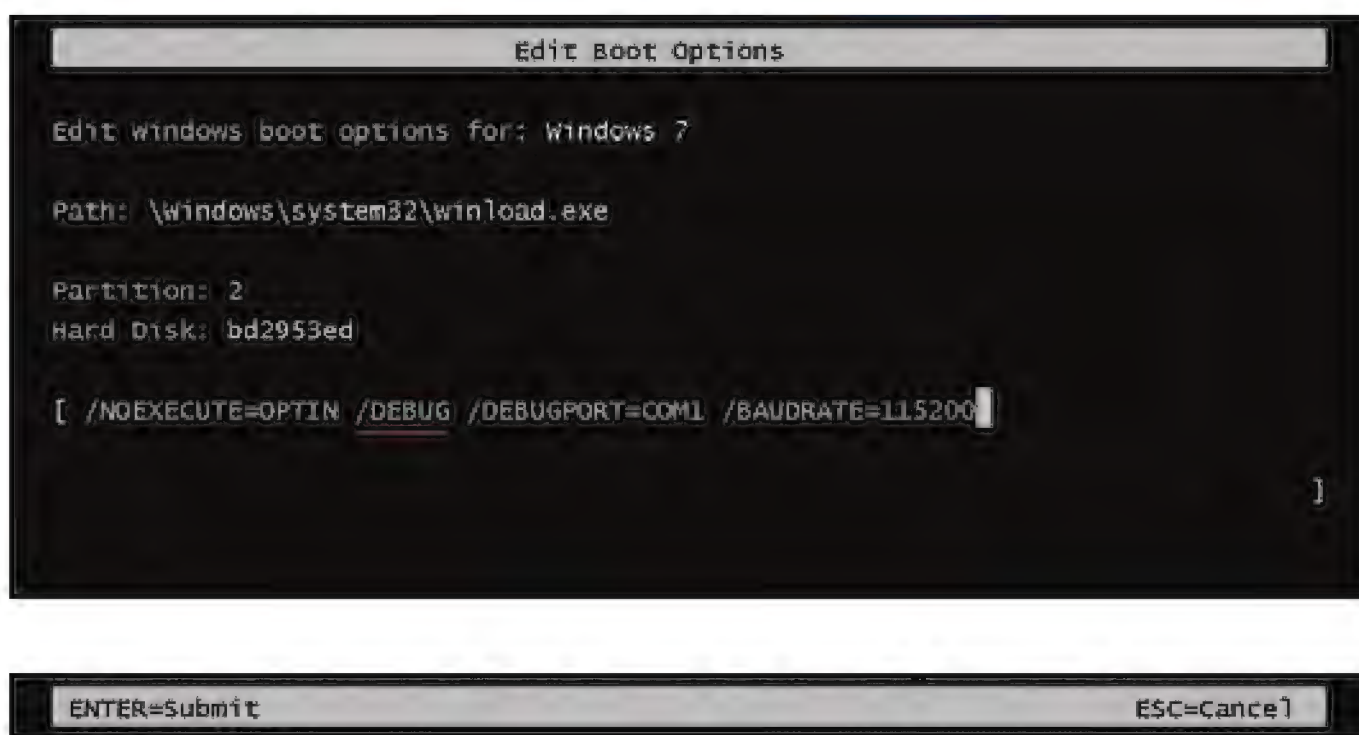 Edit Boot Options
Edit Windows boot options for: Windows 7
Path: \Windows\system32\winload.exe
Partition: 2
Hard Disk: bd2953ed
[ /NOEXECUTE=OPTIN /DEBUG /DEBUGPORT=COM1 /BAUDRATE=115200
]
ENTER=Submit ESC=Cancel